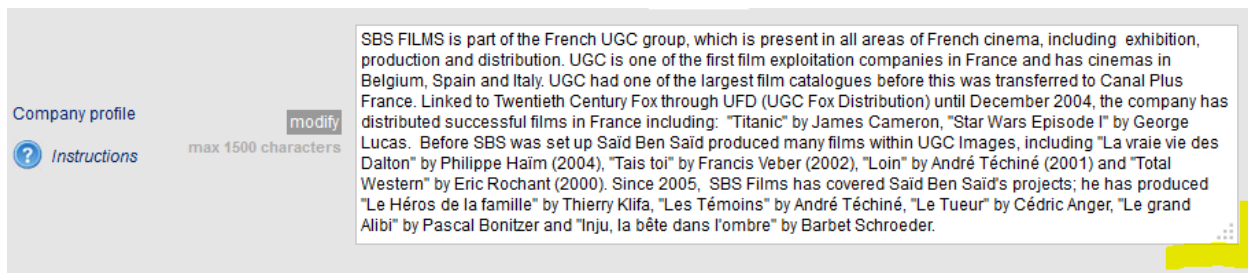 SBS FILMS is part of the French UGC group, which is present in all areas of French cinema, including  exhibition,
production and distribution. UGC is one of the first film exploitation companies in France and has cinemas in
Belgium, Spain and Italy. UGC had one of the largest film catalogues before this was transferred to Canal Plus
France. Linked to Twentieth Century Fox through UFD (UGC Fox Distribution) until December 2004, the company has
distributed successful films in France including:  "Titanic" by James Cameron, "Star Wars Episode I" by George
Lucas.  Before SBS was set up Saïd Ben Saïd produced many films within UGC Images, including "La vraie vie des
Dalton" by Philippe Haïm (2004), "Tais toi" by Francis Veber (2002), "Loin" by André Téchiné (2001) and "Total
Western" by Eric Rochant (2000). Since 2005,  SBS Films has covered Saïd Ben Saïd's projects; he has produced
"Le Héros de la famille" by Thierry Klifa, "Les Témoins" by André Téchiné, "Le Tueur" by Cédric Anger, "Le grand
Alibi" by Pascal Bonitzer and "Inju, la bête dans l'ombre" by Barbet Schroeder.
Company profile
modify
? Instructions
max 1500 characters